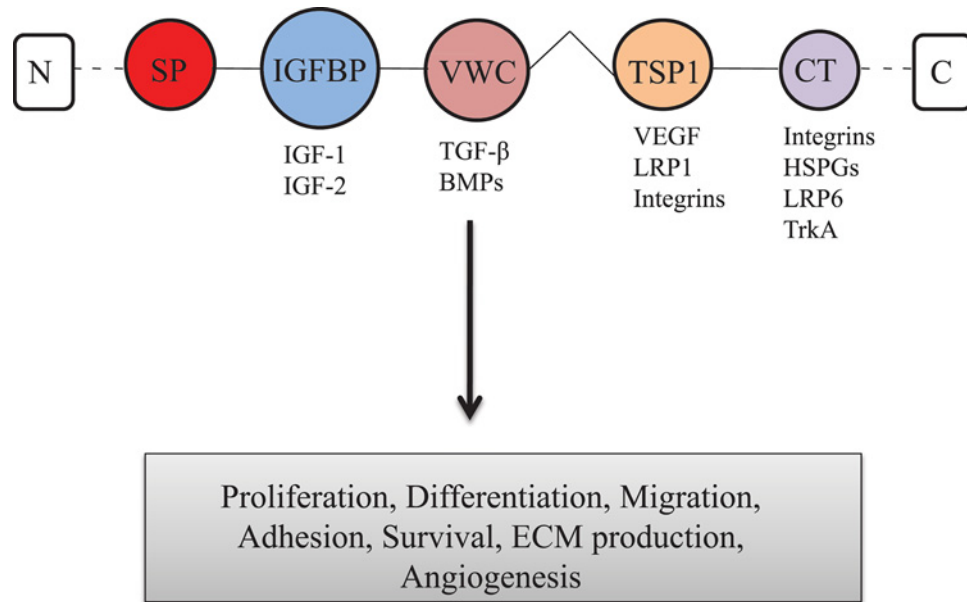 N SP IGFBP VWC TSP1 CT C
IGF-1
IGF-2
TGF-β
BMPs
VEGF
LRP1
Integrins
Integrins
HSPGs
LRP6
TrkA
Proliferation, Differentiation, Migration,
Adhesion, Survival, ECM production,
Angiogenesis